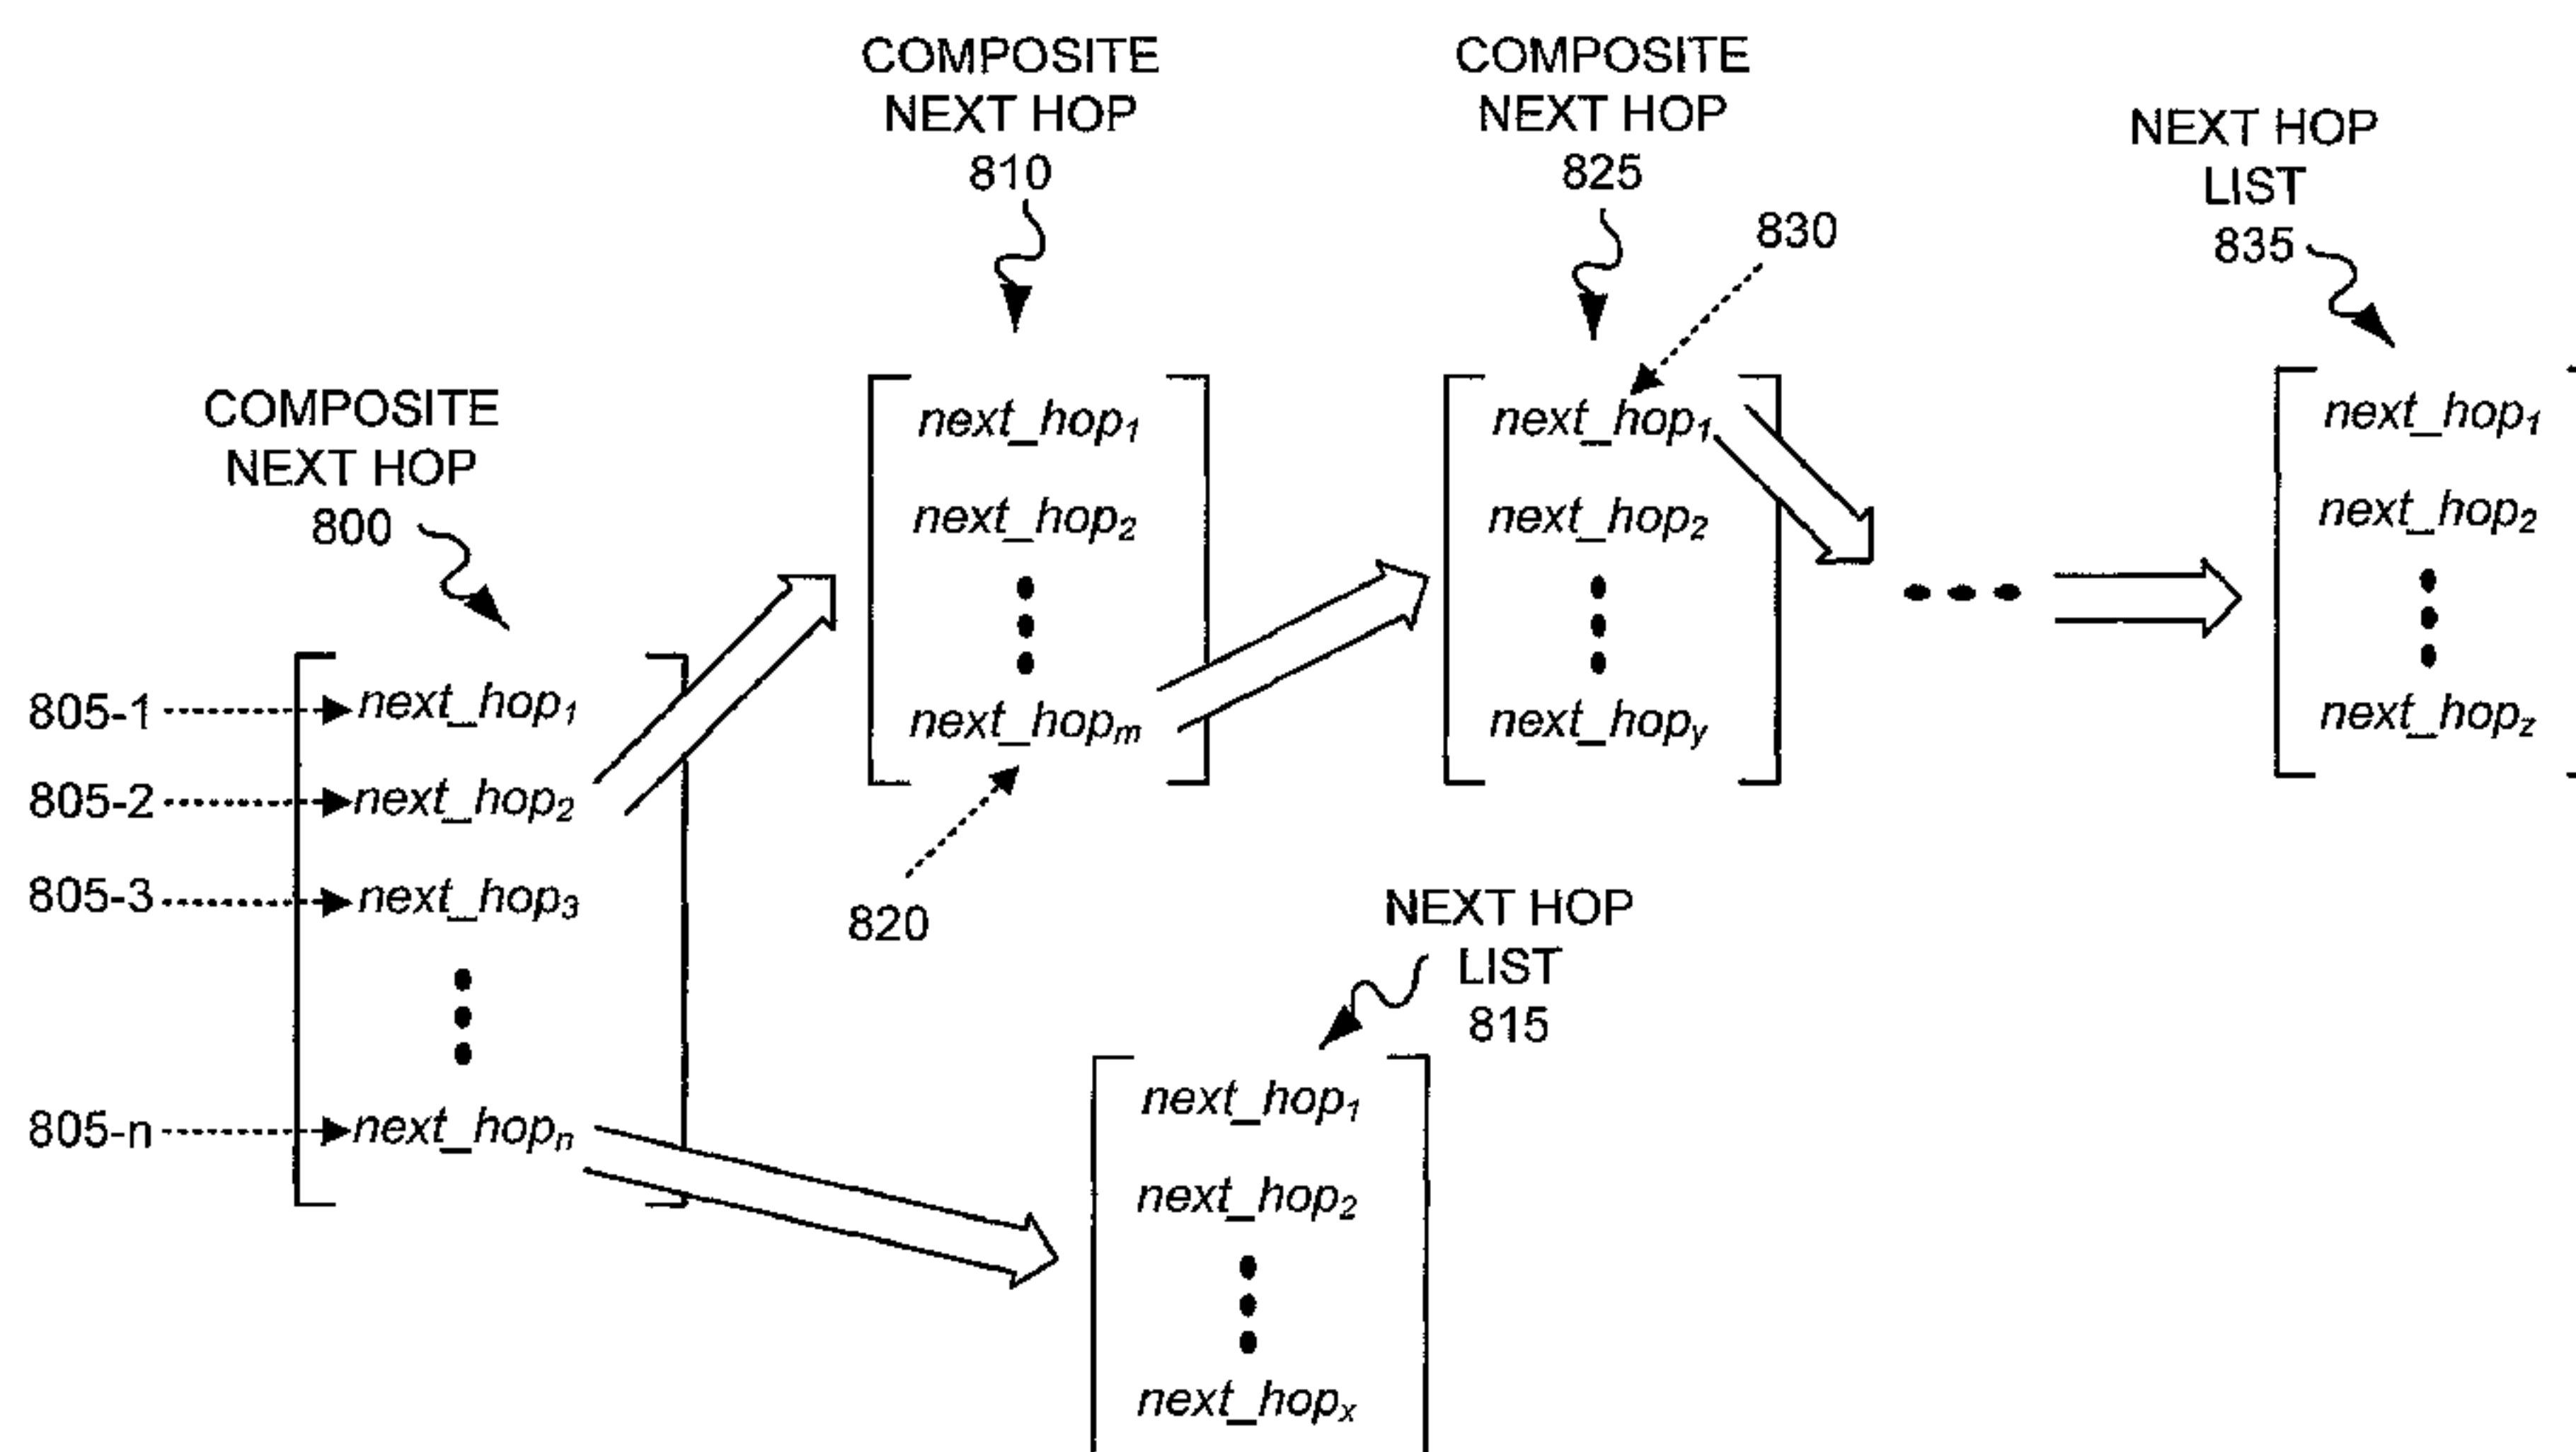 COMPOSITE
NEXT HOP
810
COMPOSITE
NEXT HOP
825
NEXT HOP
LIST
835
830
COMPOSITE
NEXT HOP
800
805-1
805-2
805-3
805-n
next_hop1
next_hop2
next_hop3
next_hopn
next_hop1
next_hop2
next_hopm
820
next_hop1
next_hop2
next_hopy
next_hop1
next_hop2
next_hopz
NEXT HOP
LIST
815
next_hop1
next_hop2
next_hopx